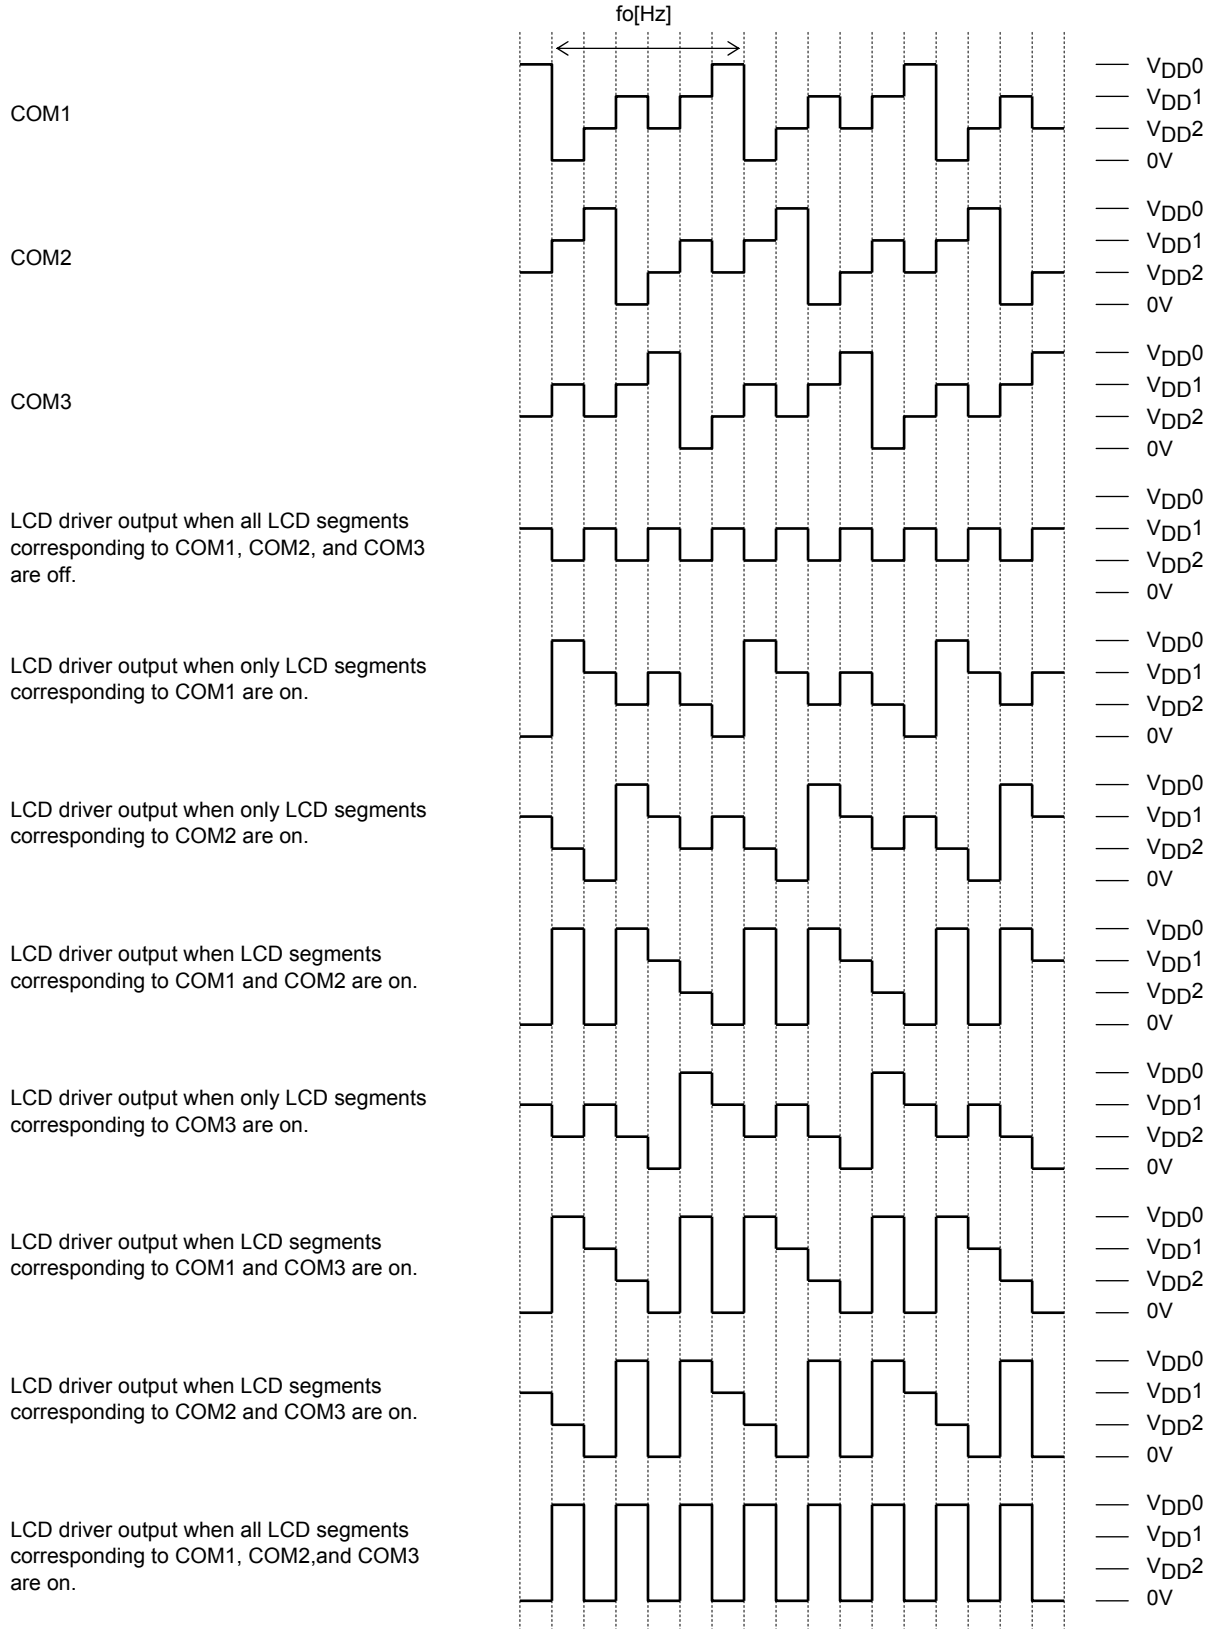 fo[Hz]
COM1
VDD0
VDD1
VDD2
0V
COM2
VDD0
VDD1
VDD2
0V
COM3
VDD0
VDD1
VDD2
0V
LCD driver output when all LCD segments
corresponding to COM1, COM2, and COM3
are off.
VDD0
VDD1
VDD2
0V
LCD driver output when only LCD segments
corresponding to COM1 are on.
VDD0
VDD1
VDD2
0V
LCD driver output when only LCD segments
corresponding to COM2 are on.
VDD0
VDD1
VDD2
0V
LCD driver output when LCD segments
corresponding to COM1 and COM2 are on.
VDD0
VDD1
VDD2
0V
LCD driver output when only LCD segments
corresponding to COM3 are on.
VDD0
VDD1
VDD2
0V
LCD driver output when LCD segments
corresponding to COM1 and COM3 are on.
VDD0
VDD1
VDD2
0V
LCD driver output when LCD segments
corresponding to COM2 and COM3 are on.
VDD0
VDD1
VDD2
0V
LCD driver output when all LCD segments
corresponding to COM1, COM2,and COM3
are on.
VDD0
VDD1
VDD2
0V